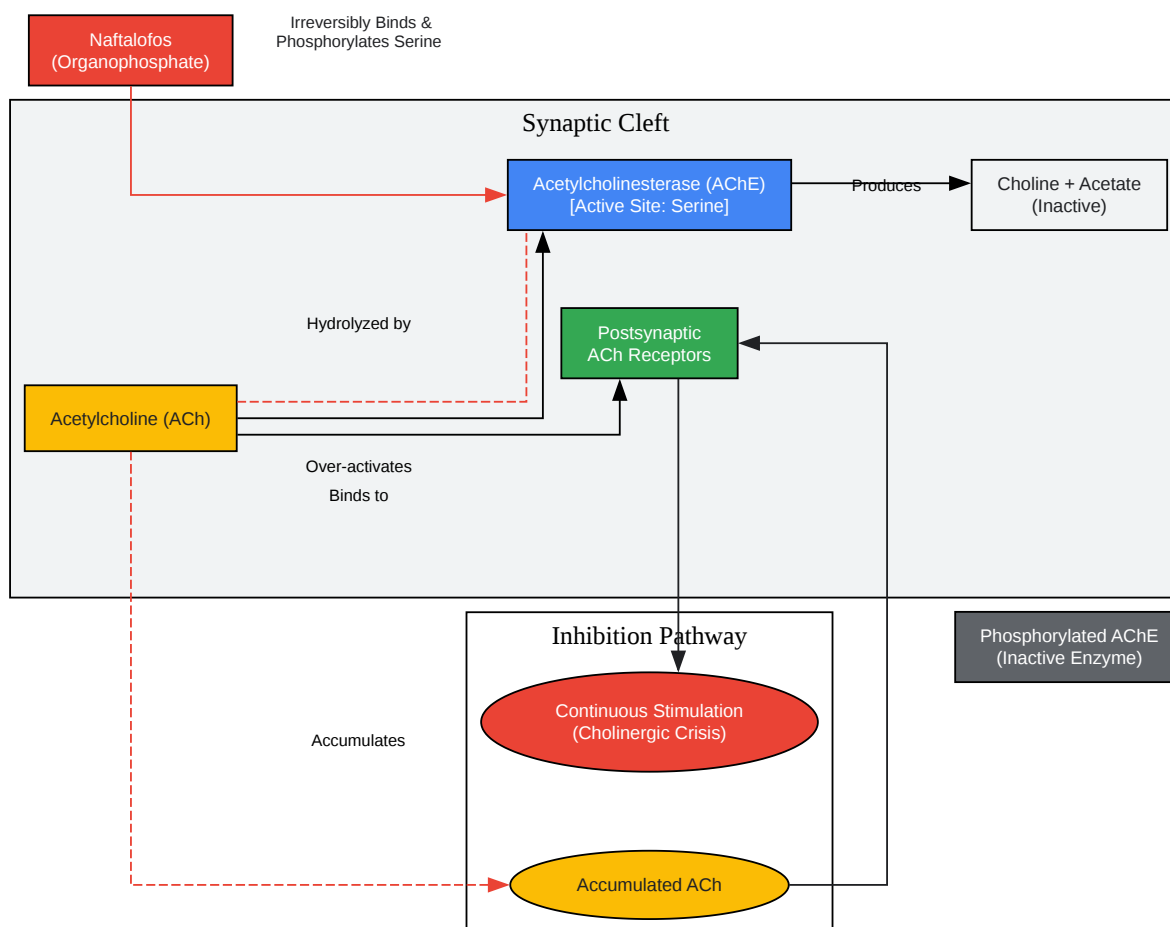 Naftalofos
(Organophosphate)
Irreversibly Binds &
Phosphorylates Serine
Synaptic Cleft
Acetylcholinesterase (AChE)
[Active Site: Serine]
Produces
Choline + Acetate
(Inactive)
Hydrolyzed by
Postsynaptic
ACh Receptors
Acetylcholine (ACh)
Over-activates
Binds to
Inhibition Pathway
Phosphorylated AChE
(Inactive Enzyme)
Continuous Stimulation
(Cholinergic Crisis)
Accumulates
Accumulated ACh